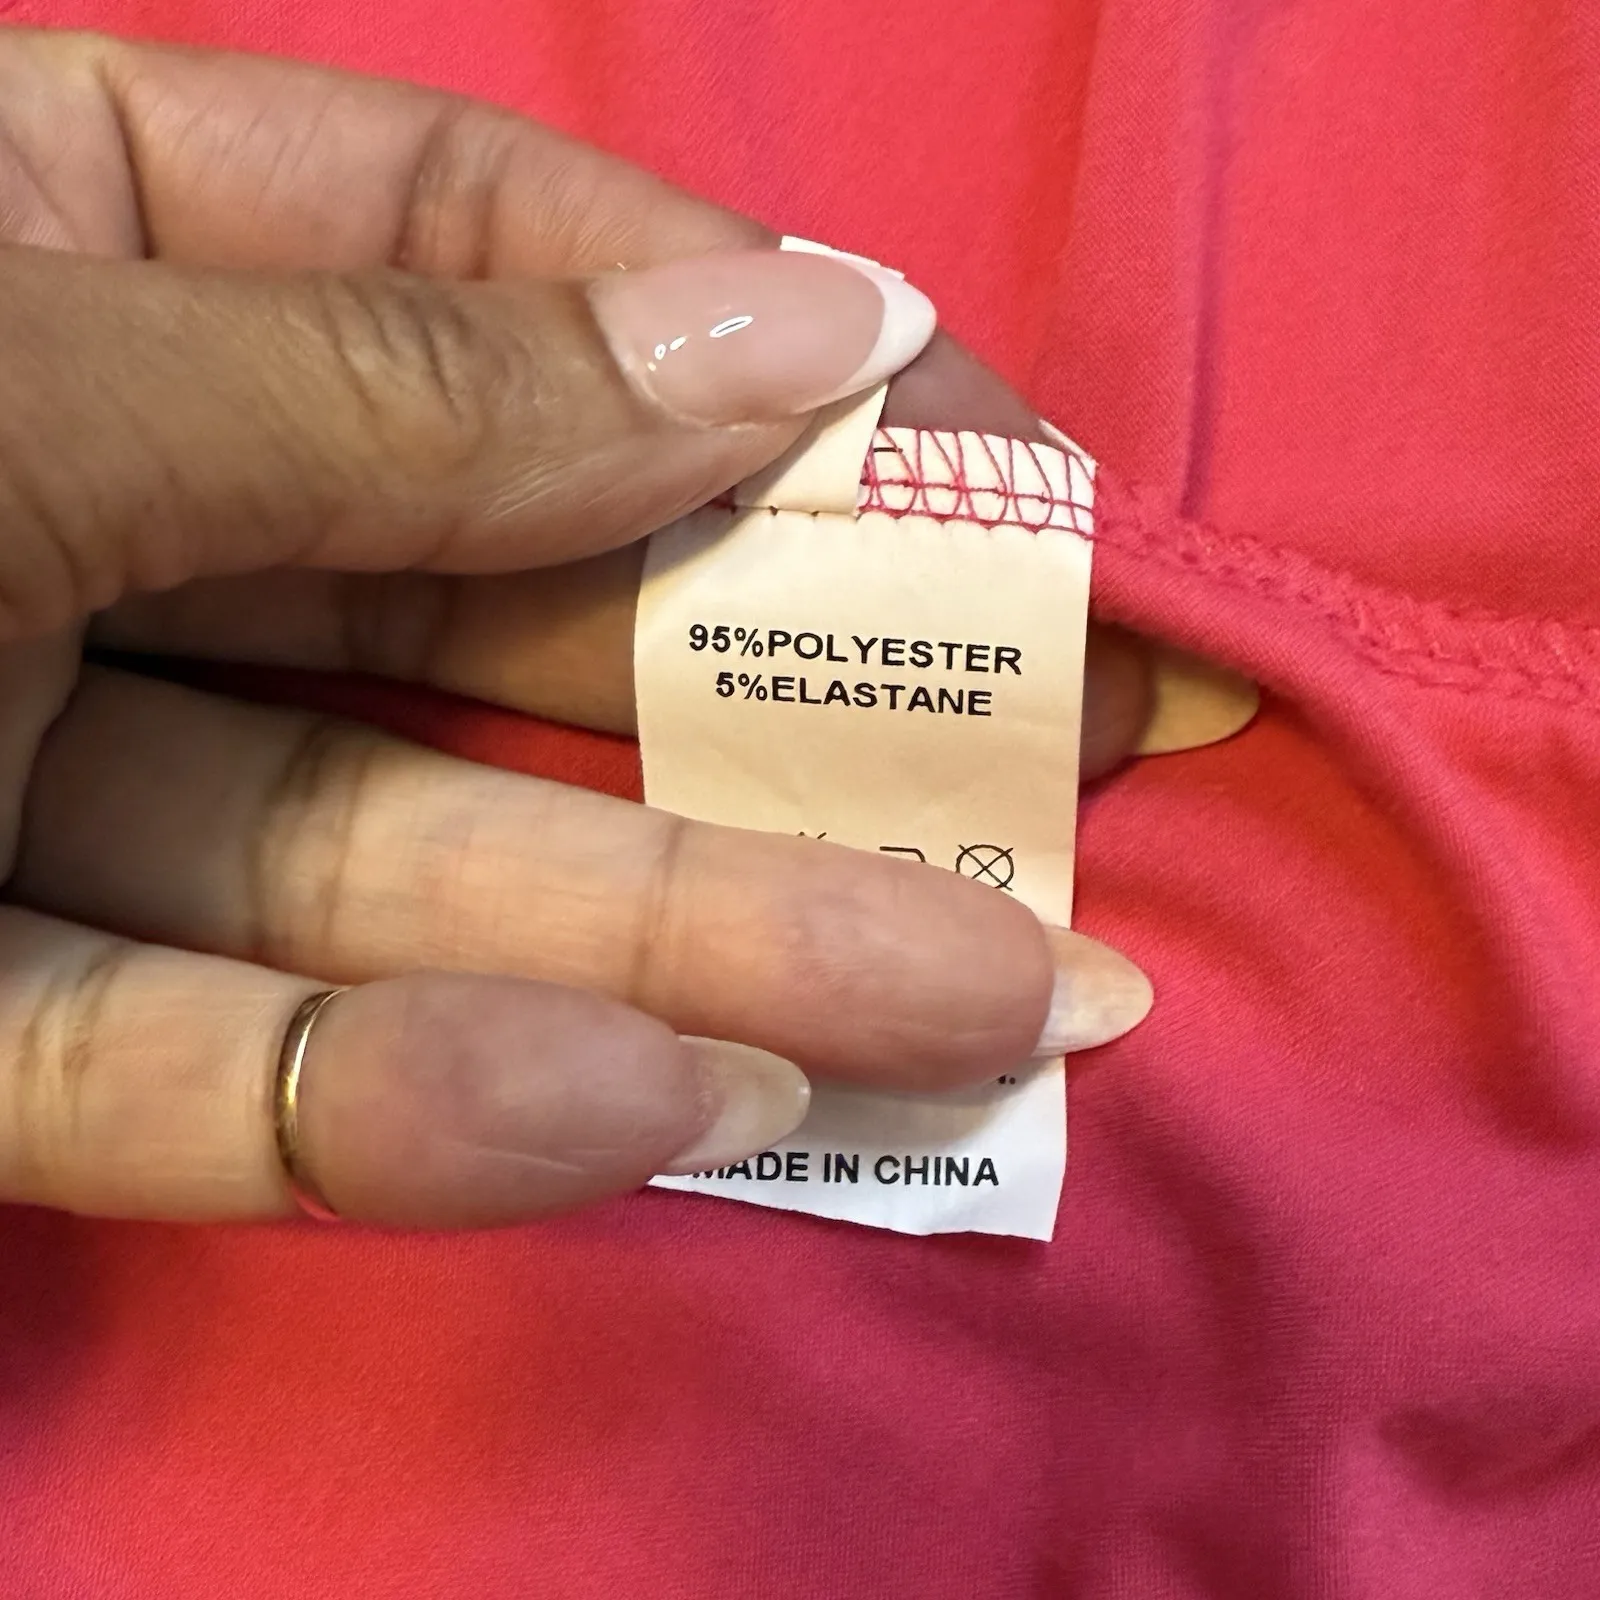 95%POLYESTER
5%ELASTANE
MADE IN CHINA